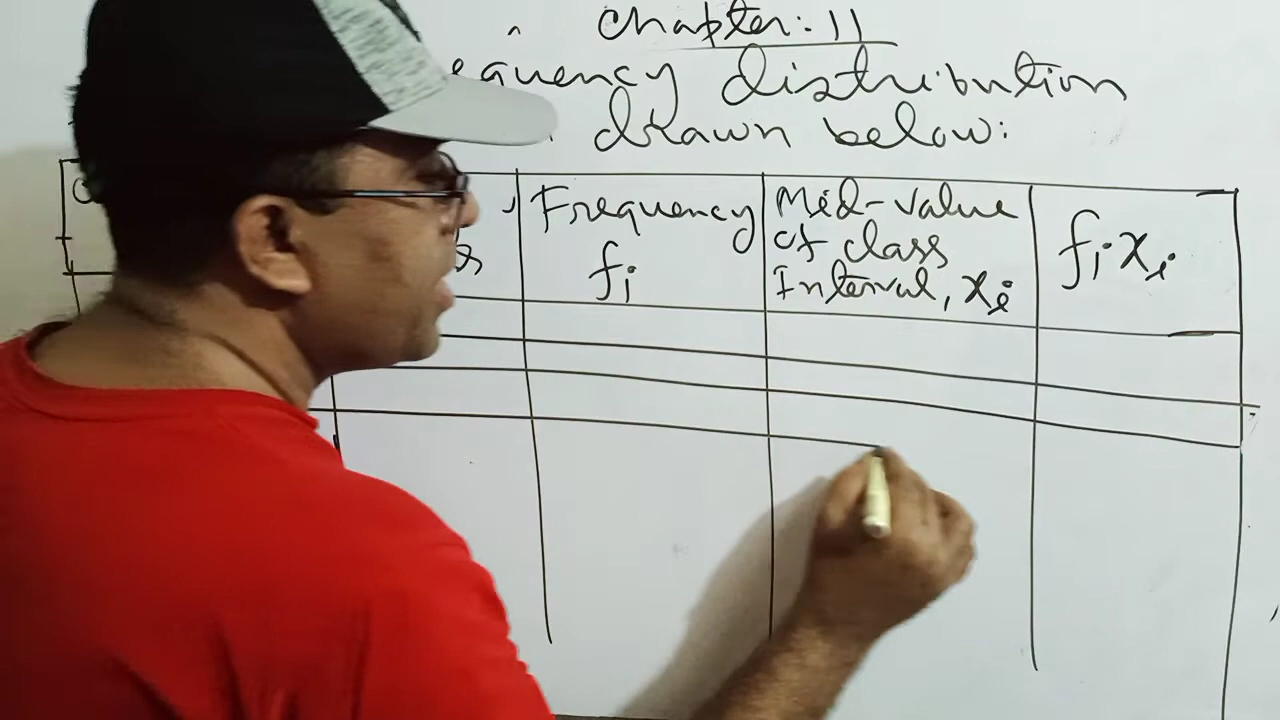 Chapter: 11
equency distribution
drawn below:
Frequency
fi
Mid-value
of class
Interval, xi
fi xi